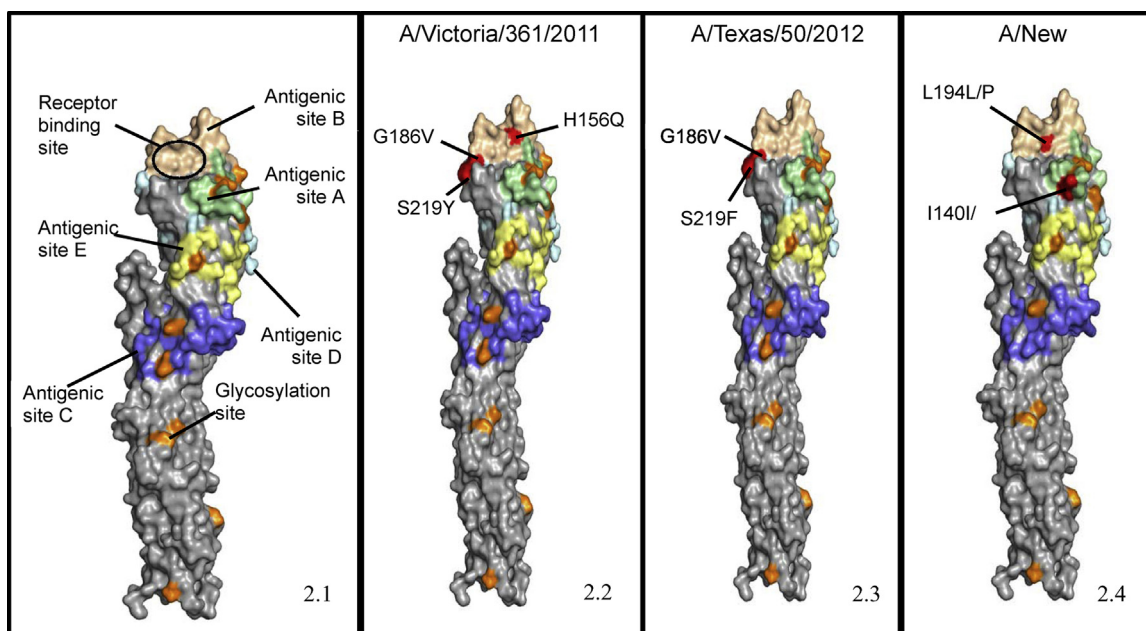 Receptor
binding
site
Antigenic
site B
Antigenic
site A
Antigenic
site E
Antigenic
site D
Antigenic
site C
Glycosylation
site
2.1
A/Victoria/361/2011
H156Q
G186V
S219Y
2.2
A/Texas/50/2012
G186V
S219F
2.3
A/New
L194L/P
I140I/
2.4